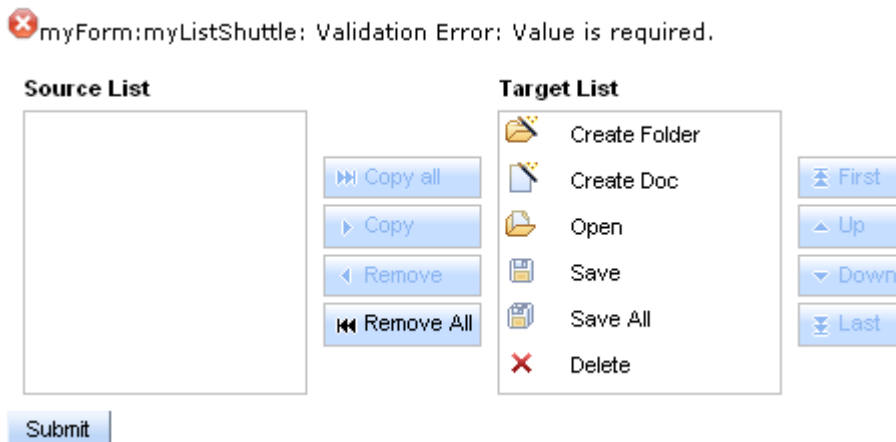 myForm:myListShuttle: Validation Error: Value is required.
Source List
Target List
Copy all
Copy
Remove
Remove All
Create Folder
Create Doc
Open
Save
Save All
Delete
First
Up
Down
Last
Submit